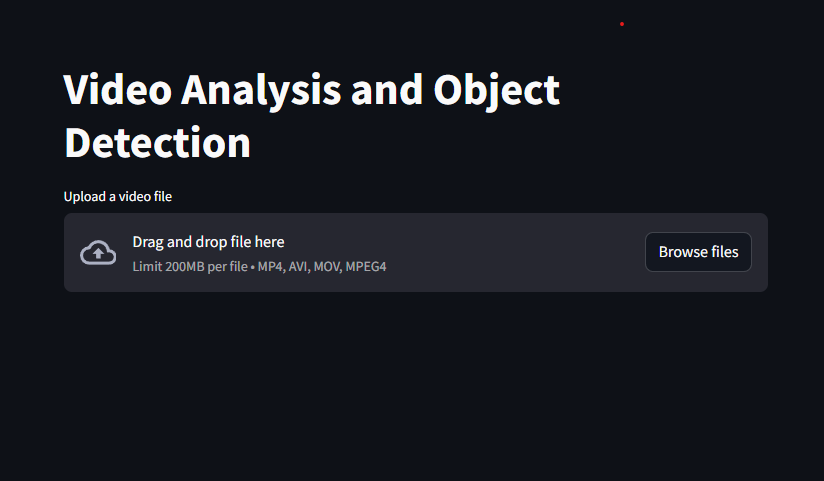 Video Analysis and Object
Detection
Upload a video file
Drag and drop file here
Limit 200MB per file • MP4, AVI, MOV, MPEG4
Browse files